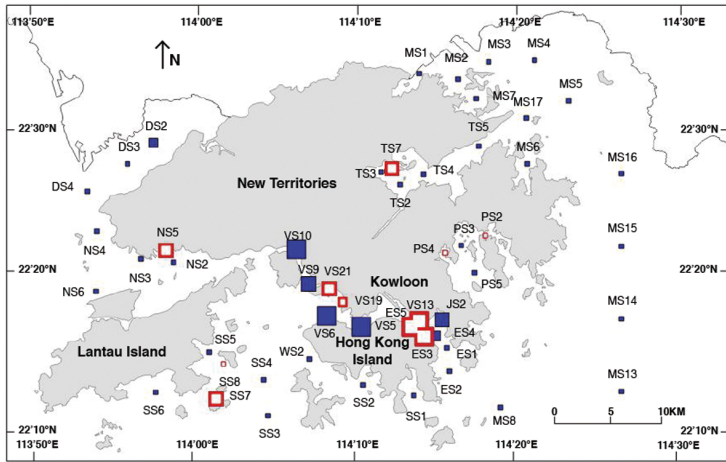 113°50'E 114°00'E 114°10'E 114°20'E 114°30'E
N
MS1 MS2 MS3 MS4
MS7 MS5
MS17
22°30'N DS2 TS5 22°30'N
DS3 TS7 MS6 MS16
TS3 TS4
DS4 New Territories TS2
PS2
NS5 VS10 PS3 MS15
NS4 PS4
NS3 NS2 VS9 VS21 Kowloon 22°20'N
22°20'N PS5
NS6 VS19 VS13 JS2 MS14
ES5
VS6 VS5 ES4
Lantau Island SS5 WS2 Hong Kong ES3 ES1
Island
SS4
SS8 ES2 MS13
SS7
SS6 SS2 0 5 10KM
SS3 SS1 MS8
22°10'N 22°10'N
113°50'E 114°00'E 114°10'E 114°20'E 114°30'E